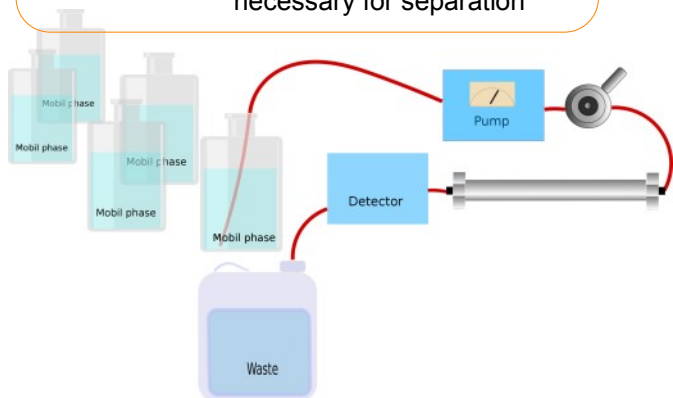 necessary for separation
Mobil phase
Mobil phase
Mobil phase
Mobil phase
Mobil phase
Pump
Detector
Waste